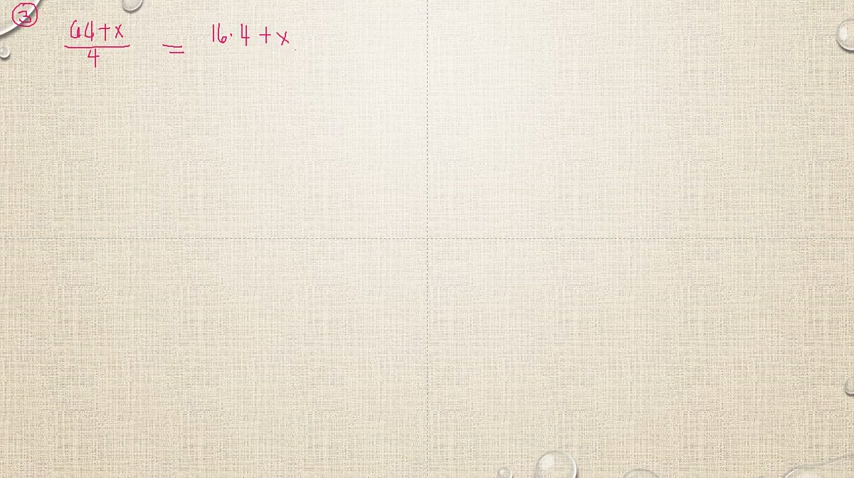 ③ 64+x/4 = 16·4+x